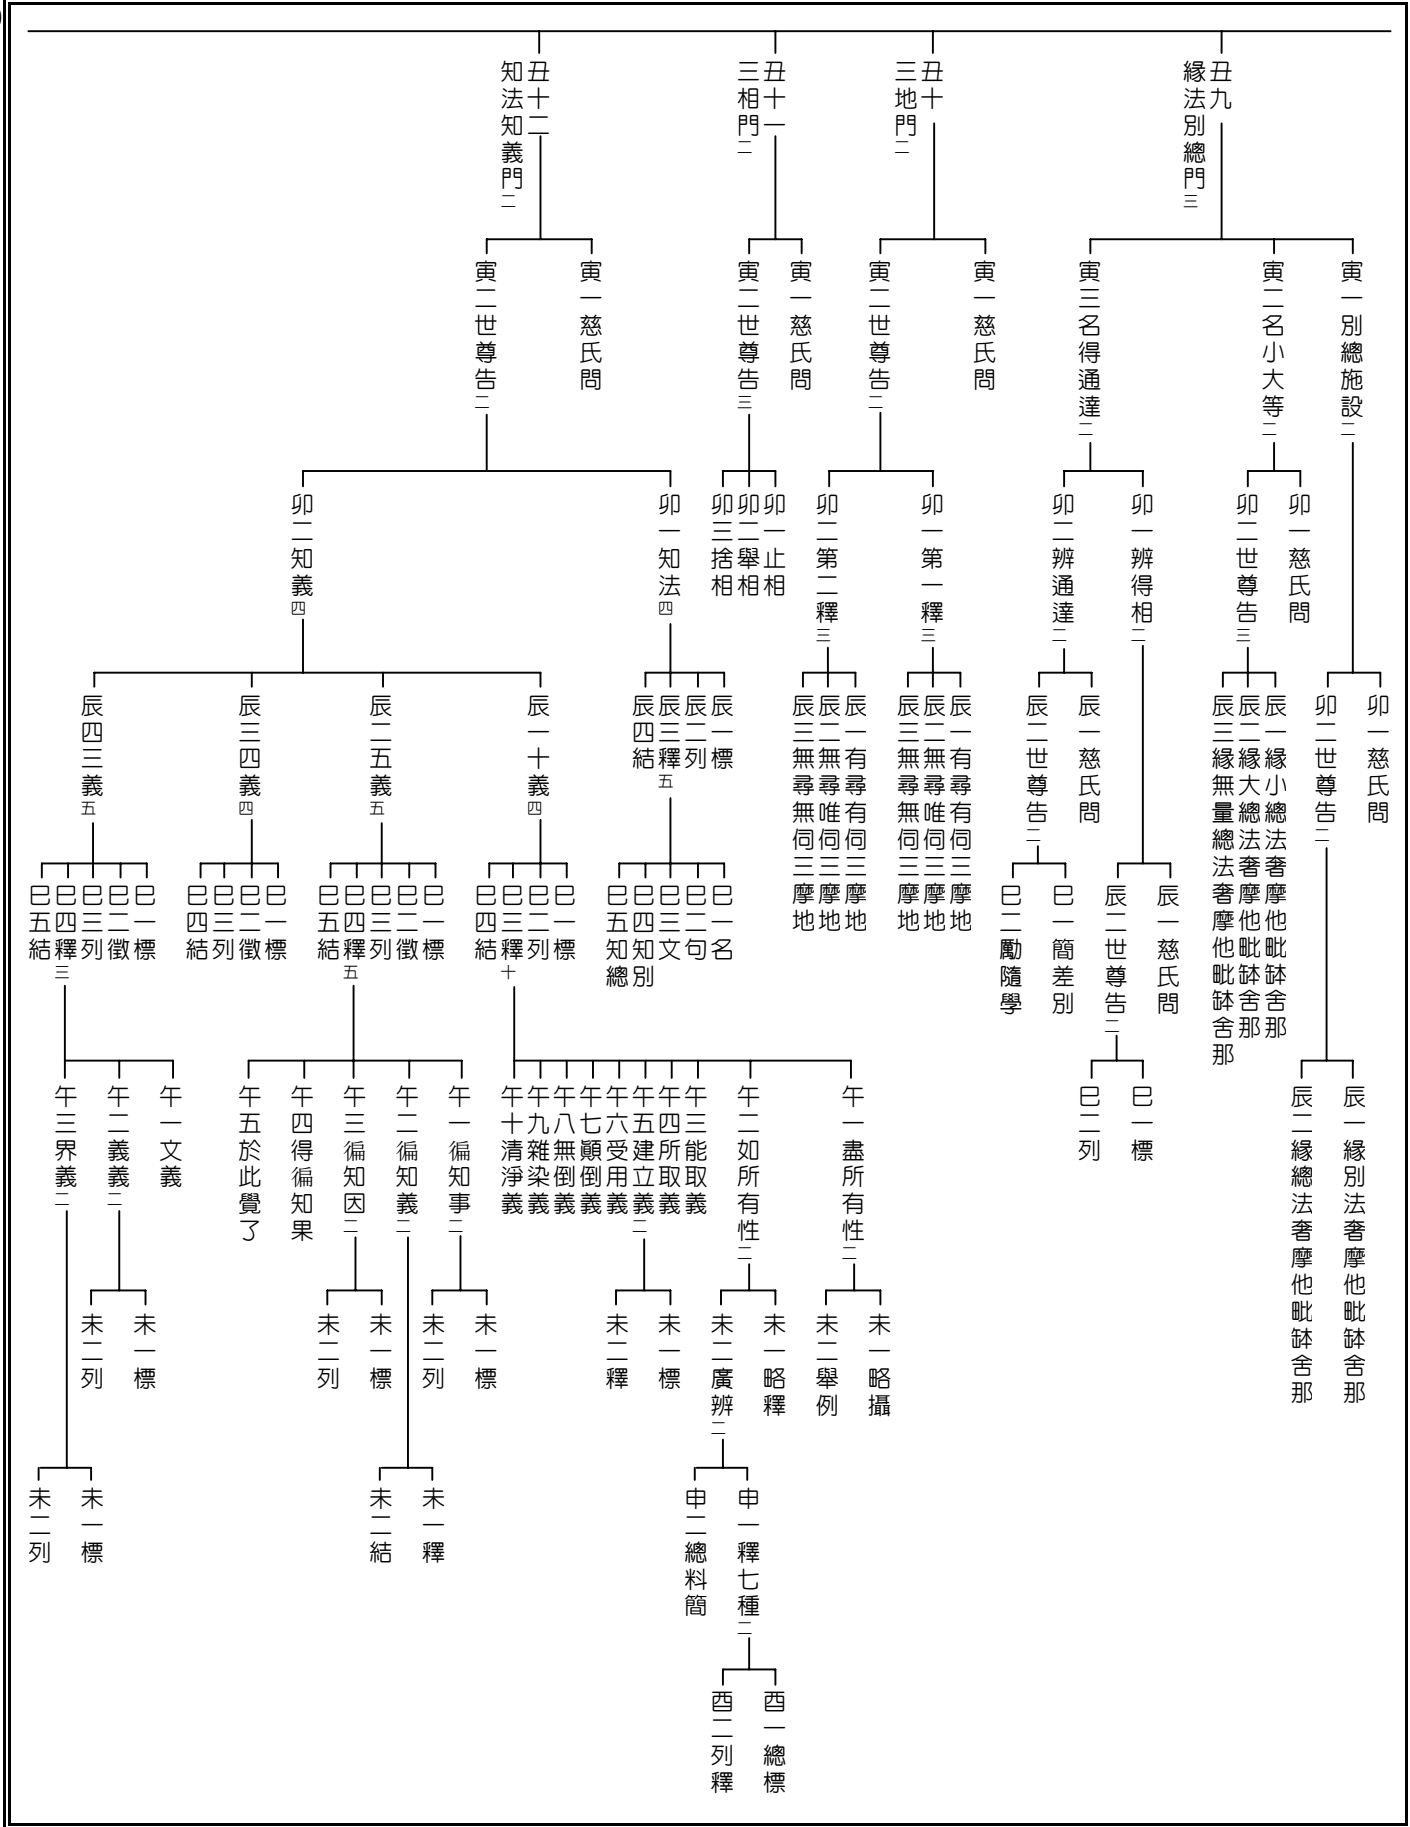 丑九
緣法別總門三
丑十
三地門二
丑十一
三相門二
丑十二
知法知義門二
寅一別總施設二
寅二名小大等二
寅三名得通達二
寅一慈氏問
寅二世尊告二
寅一慈氏問
寅二世尊告三
寅一慈氏問
寅二世尊告二
卯一慈氏問
卯二世尊告二
卯一慈氏問
卯二世尊告三
卯一辨得相二
卯二辨通達二
卯一第一釋三
卯二第二釋三
卯一止相
卯二舉相
卯三捨相
卯一知法四
卯二知義四
辰一緣別法奢摩他毗缽舍那
辰二緣總法奢摩他毗缽舍那
辰一緣小總法奢摩他毗缽舍那
辰二緣大總法奢摩他毗缽舍那
辰三緣無量總法奢摩他毗缽舍那
辰一慈氏問
辰二世尊告二
辰一慈氏問
辰二世尊告二
辰一有尋有伺三摩地
辰二無尋唯伺三摩地
辰三無尋無伺三摩地
辰一有尋有伺三摩地
辰二無尋唯伺三摩地
辰三無尋無伺三摩地
辰一標
辰二列
辰三釋五
辰四結
辰一十義四
辰二五義五
辰三四義四
辰四三義五
巳一標
巳二列
巳一簡差別
巳二勵隨學
巳一名
巳二句
巳三文
巳四知別
巳五知總
巳一標
巳二列
巳三釋十
巳四結
巳一標
巳二徵
巳三列
巳四釋五
巳五結
巳一標
巳二徵
巳三列
巳四結
巳一標
巳二徵
巳三列
巳四釋三
巳五結
午一盡所有性二
午二如所有性二
午三能取義
午四所取義
午五建立義二
午六受用義
午七顚倒義
午八無倒義
午九雜染義
午十清淨義
午一徧知事二
午二徧知義二
午三徧知因二
午四得徧知果
午五於此覺了
午一文義
午二義義二
午三界義二
未一略攝
未二舉例
未一略釋
未二廣辨二
未一標
未二釋
未一標
未二列
未一標
未二列
未一標
未二列
未一釋
未二結
未一標
未二列
申一釋七種二
申二總料簡
酉一總標
酉二列釋